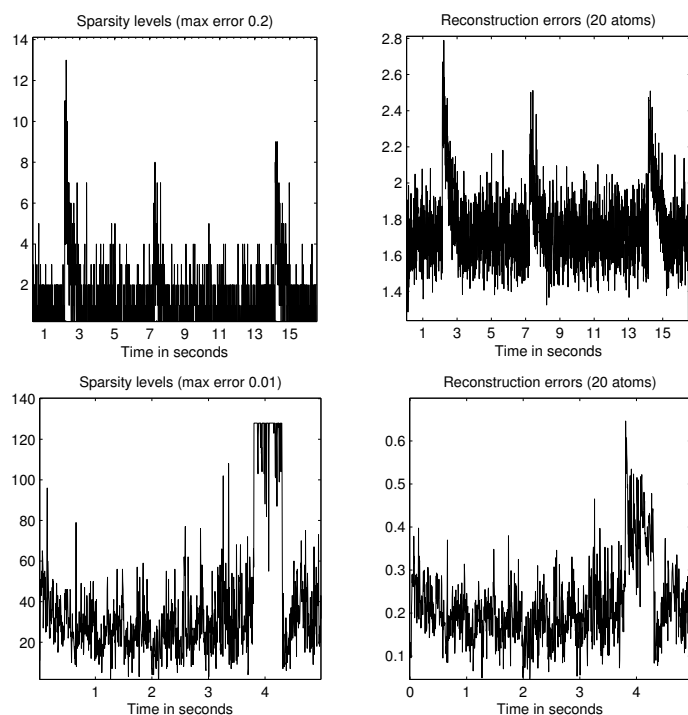 Sparsity levels (max error 0.2)
14
12
10
8
6
4
2
1 3 5 7 9 11 13 15
Time in seconds
Reconstruction errors (20 atoms)
2.8
2.6
2.4
2.2
2
1.8
1.6
1.4
1 3 5 7 9 11 13 15
Time in seconds
Sparsity levels (max error 0.01)
140
120
100
80
60
40
20
1 2 3 4
Time in seconds
Reconstruction errors (20 atoms)
0.6
0.5
0.4
0.3
0.2
0.1
0 1 2 3 4
Time in seconds